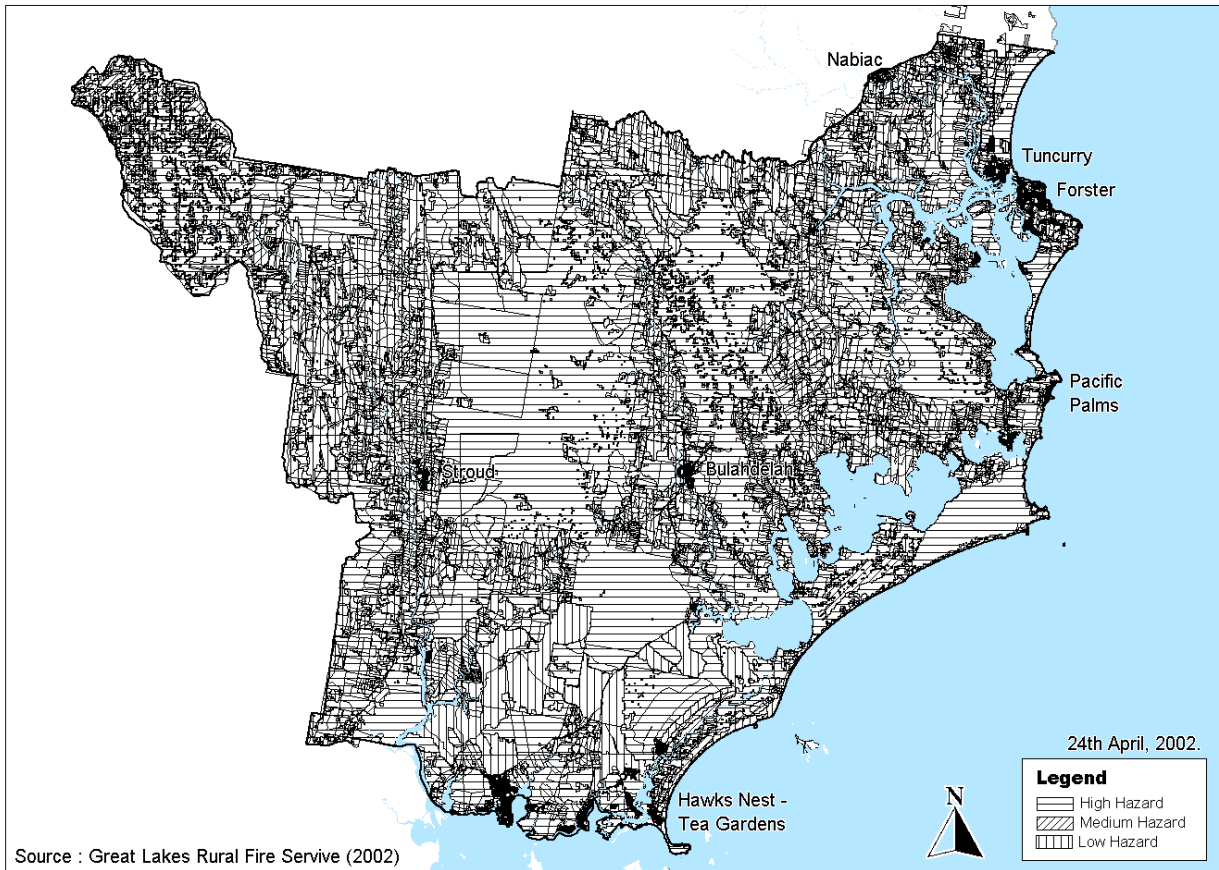 Nabiac
Tuncurry
Forster
Pacific
Palms
Stroud
Bulahdelah
Hawks Nest -
Tea Gardens
24th April, 2002.
Legend
High Hazard
Medium Hazard
Low Hazard
N
Source : Great Lakes Rural Fire Servive (2002)